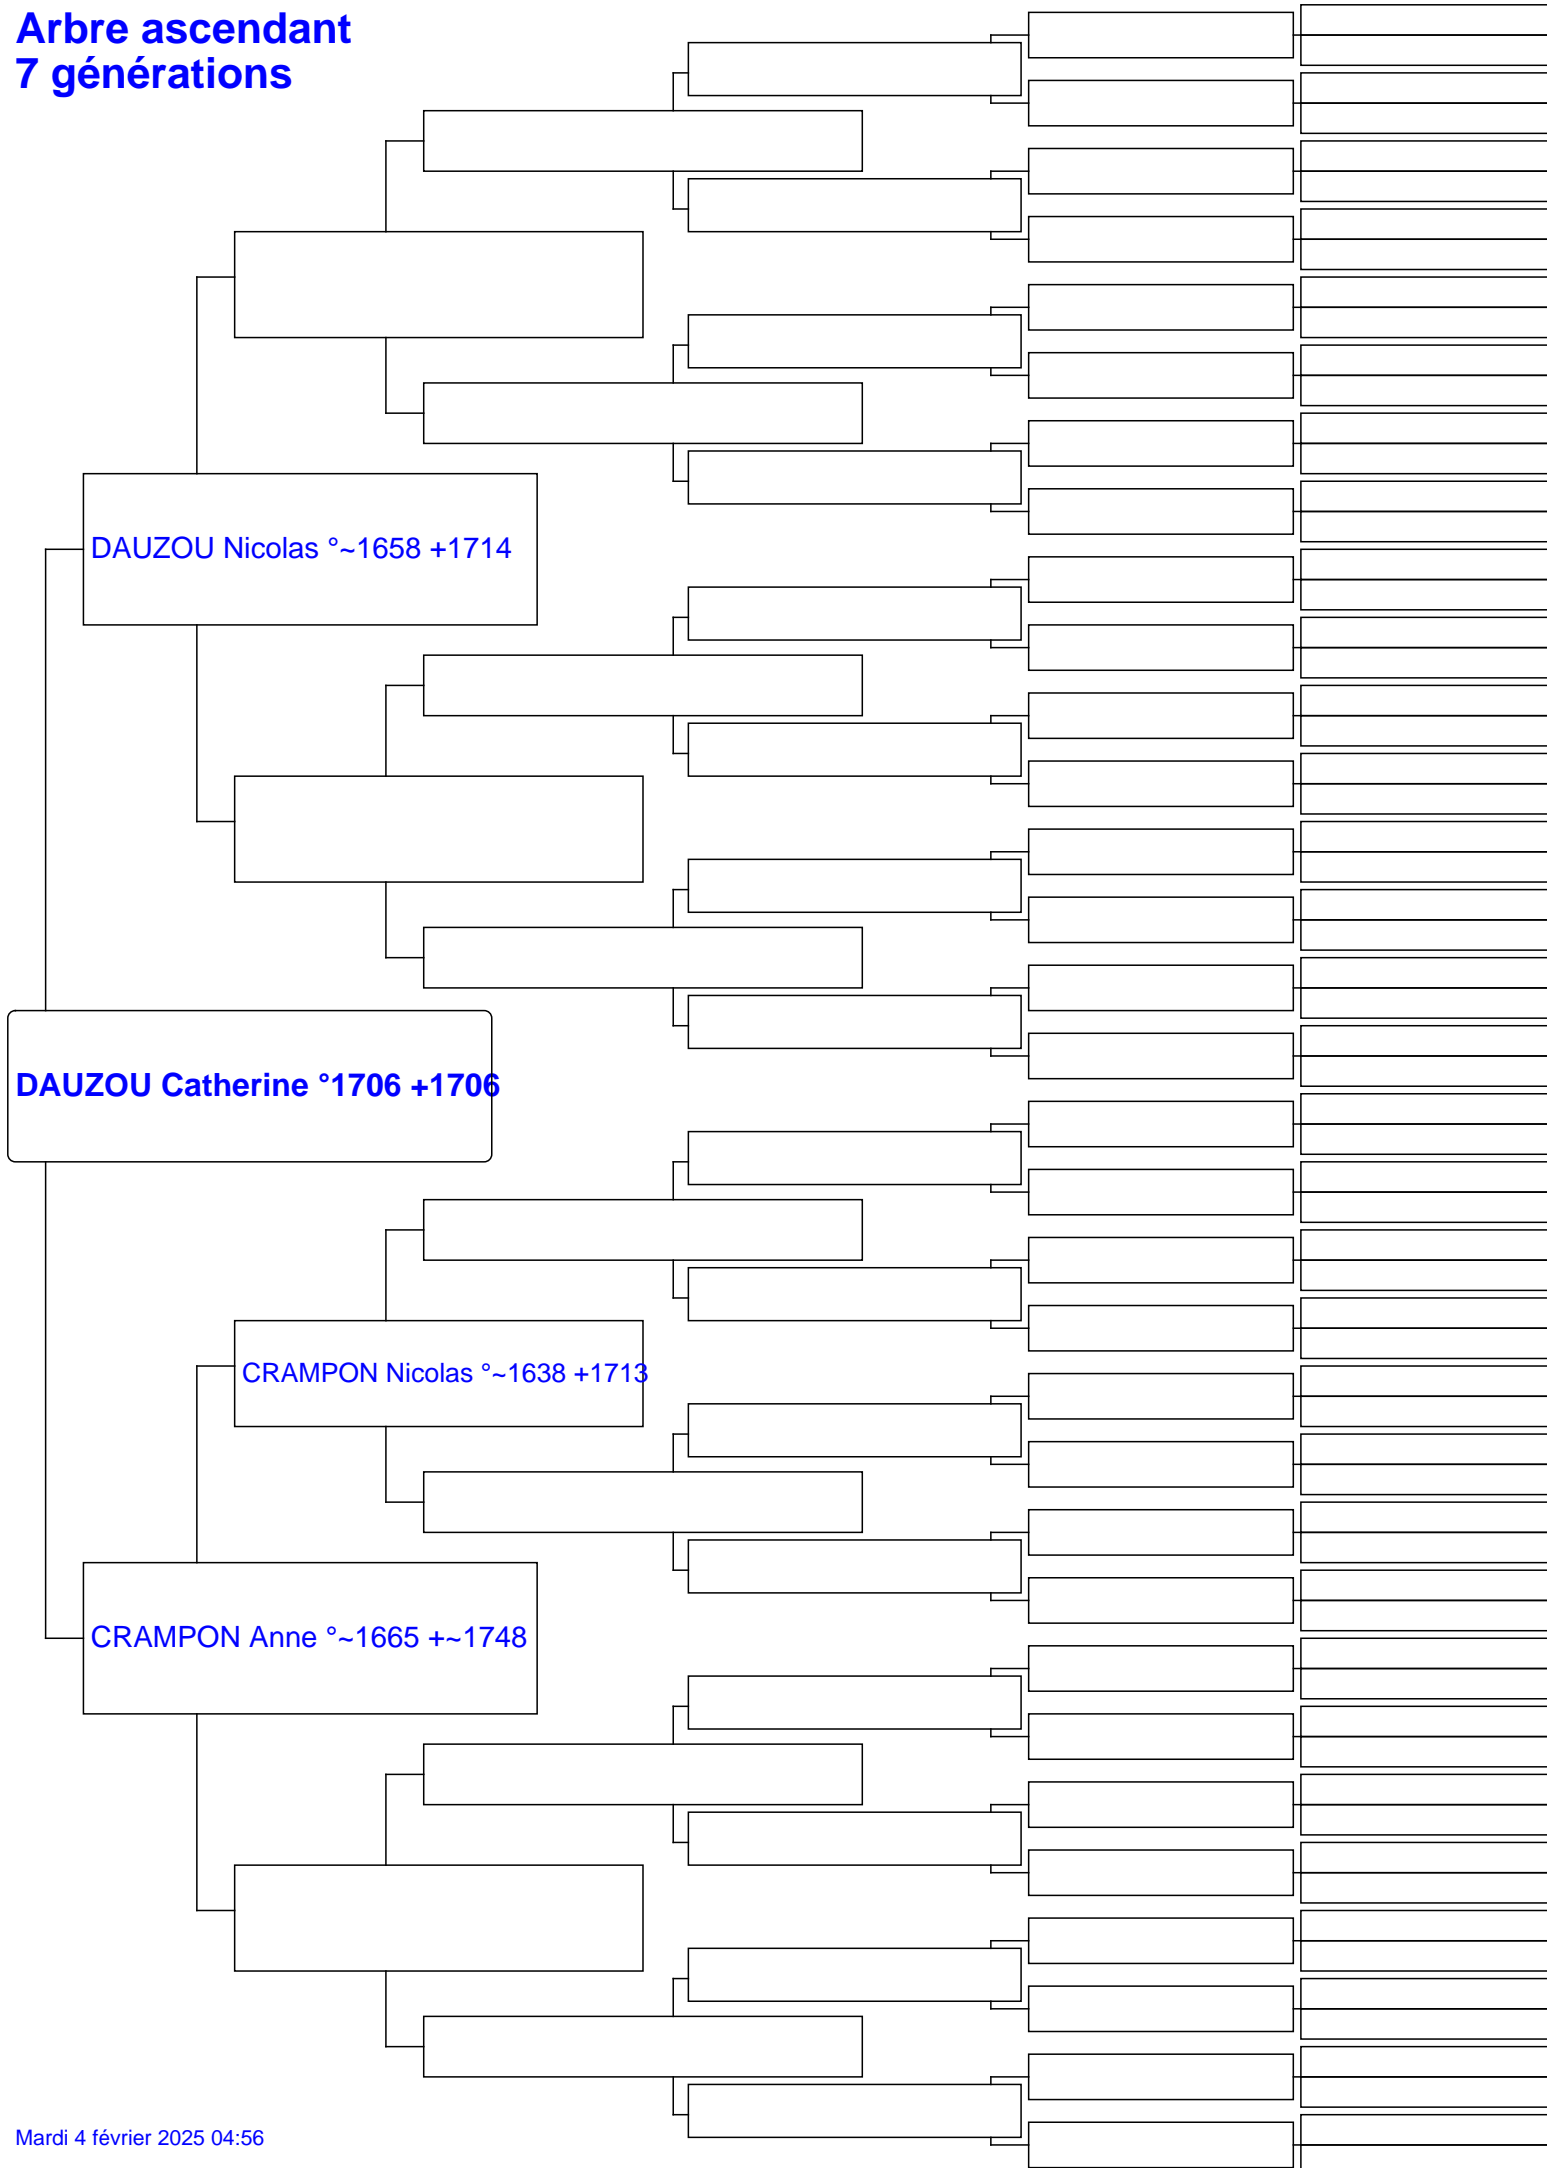 Arbre ascendant
7 générations
DAUZOU Nicolas °~1658 +1714
DAUZOU Catherine °1706 +1706
CRAMPON Nicolas °~1638 +1713
CRAMPON Anne °~1665 +~1748
Mardi 4 février 2025 04:56